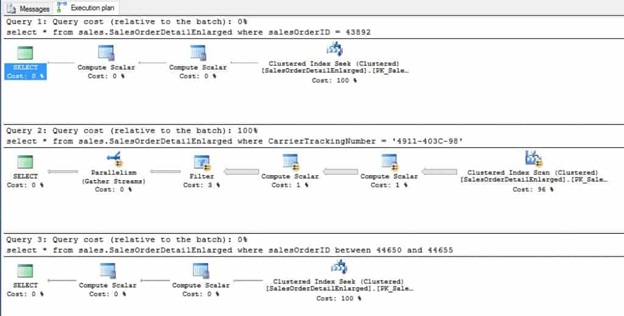 Messages Execution plan
Query 1: Query cost (relative to the batch): 0%
select * from sales.SalesOrderDetailEnlarged where salesOrderID = 43892
SELECT
Cost: 0 %
Compute Scalar
Cost: 0 %
Compute Scalar
Cost: 0 %
Clustered Index Seek (Clustered)
[SalesOrderDetailEnlarged].[PK_Sale…
Cost: 100 %
Query 2: Query cost (relative to the batch): 100%
select * from sales.SalesOrderDetailEnlarged where CarrierTrackingNumber = '4911-403C-98'
SELECT
Cost: 0 %
Parallelism
(Gather Streams)
Cost: 0 %
Filter
Cost: 3 %
Compute Scalar
Cost: 1 %
Compute Scalar
Cost: 1 %
Clustered Index Scan (Clustered)
[SalesOrderDetailEnlarged].[PK_Sale…
Cost: 96 %
Query 3: Query cost (relative to the batch): 0%
select * from sales.SalesOrderDetailEnlarged where salesOrderID between 44650 and 44655
SELECT
Cost: 0 %
Compute Scalar
Cost: 0 %
Compute Scalar
Cost: 0 %
Clustered Index Seek (Clustered)
[SalesOrderDetailEnlarged].[PK_Sale…
Cost: 100 %